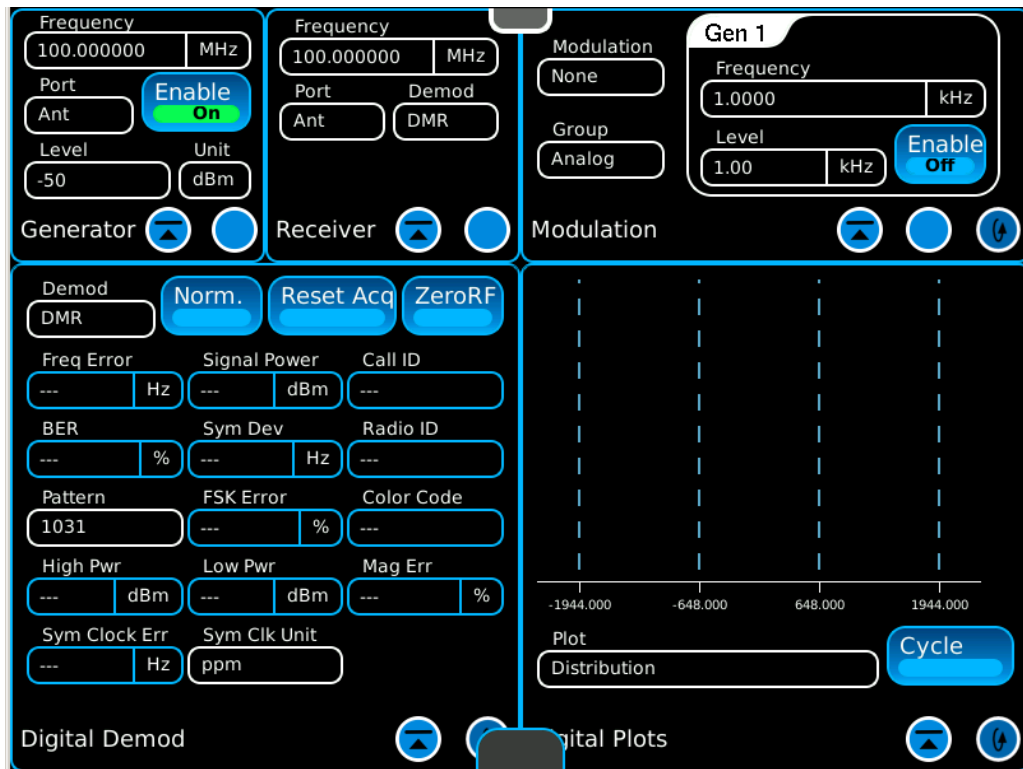 Frequency
100.000000 MHz
Port
Ant
Enable
On
Level Unit
-50 dBm
Generator
Frequency
100.000000 MHz
Port Demod
Ant DMR
Receiver
Modulation
None
Group
Analog
Gen 1
Frequency
1.0000 kHz
Level
1.00 kHz
Enable
Off
Modulation
Demod
DMR
Norm. Reset Acq ZeroRF
Freq Error Signal Power Call ID
--- Hz --- dBm ---
BER Sym Dev Radio ID
--- % --- Hz ---
Pattern FSK Error Color Code
1031 --- % ---
High Pwr Low Pwr Mag Err
--- dBm --- dBm --- %
Sym Clock Err Sym Clk Unit
--- Hz ppm
Digital Demod
-1944.000 -648.000 648.000 1944.000
Plot
Distribution
Cycle
gital Plots